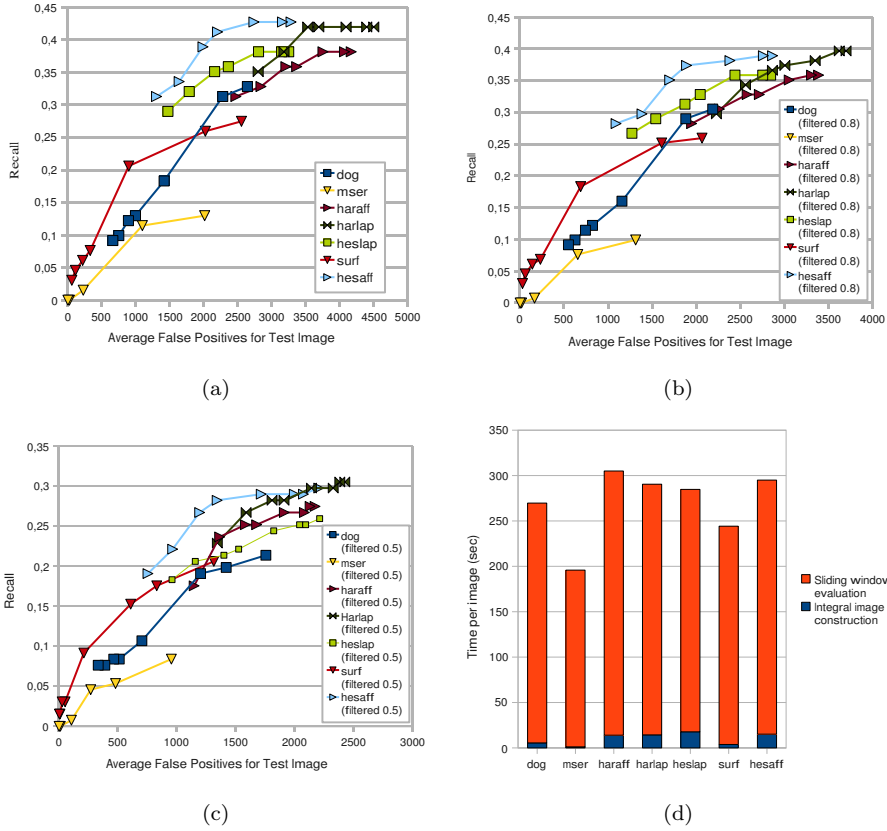 0,45
0,4
0,35
0,3
0,25
0,2
0,15
0,1
0,05
0
Recall
0 500 1000 1500 2000 2500 3000 3500 4000 4500 5000
Average False Positives for Test Image
dog
mser
haraff
harlap
heslap
surf
hesaff
(a)
0,45
0,4
0,35
0,3
0,25
0,2
0,15
0,1
0,05
0
Recall
0 500 1000 1500 2000 2500 3000 3500 4000
Average False Positives for Test Image
dog
(filtered 0.8)
mser
(filtered 0.8)
haraff
(filtered 0.8)
harlap
(filtered 0.8)
heslap
(filtered 0.8)
surf
(filtered 0.8)
hesaff
(filtered 0.8)
(b)
0,35
0,3
0,25
0,2
0,15
0,1
0,05
0
Recall
0 500 1000 1500 2000 2500 3000
Average False Positives for Test Image
dog
(filtered 0.5)
mser
(filtered 0.5)
haraff
(filtered 0.5)
Harlap
(filtered 0.5)
heslap
(filtered 0.5)
surf
(filtered 0.5)
hesaff
(filtered 0.5)
(c)
350
300
250
200
150
100
50
0
Time per image (sec)
dog mser haraff harlap heslap surf hesaff
Sliding window
evaluation
Integral image
construction
(d)